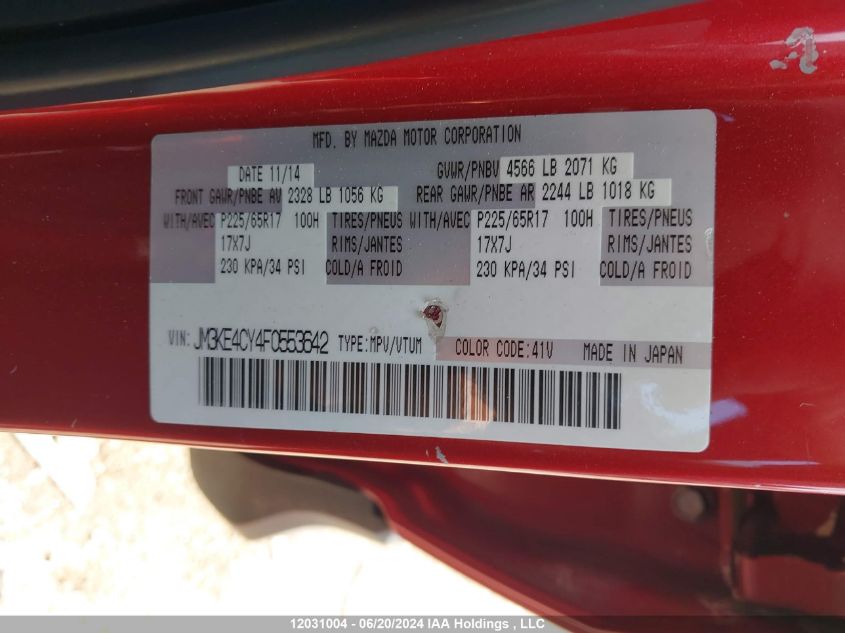 MFD. BY MAZDA MOTOR CORPORATION
DATE 11/14 GVWR/PNBV 4566 LB 2071 KG
FRONT GAWR/PNBE AV 2328 LB 1056 KG REAR GAWR/PNBE AR 2244 LB 1018 KG
WITH/AVEC P225/65R17 100H TIRES/PNEUS WITH/AVEC P225/65R17 100H TIRES/PNEUS
17X7J RIMS/JANTES 17X7J RIMS/JANTES
230 KPA/34 PSI COLD/A FROID 230 KPA/34 PSI COLD/A FROID
VIN: JM3KE4CY4F0553642 TYPE:MPV/VTUM COLOR CODE:41V MADE IN JAPAN
12031004 - 06/20/2024 IAA Holdings , LLC